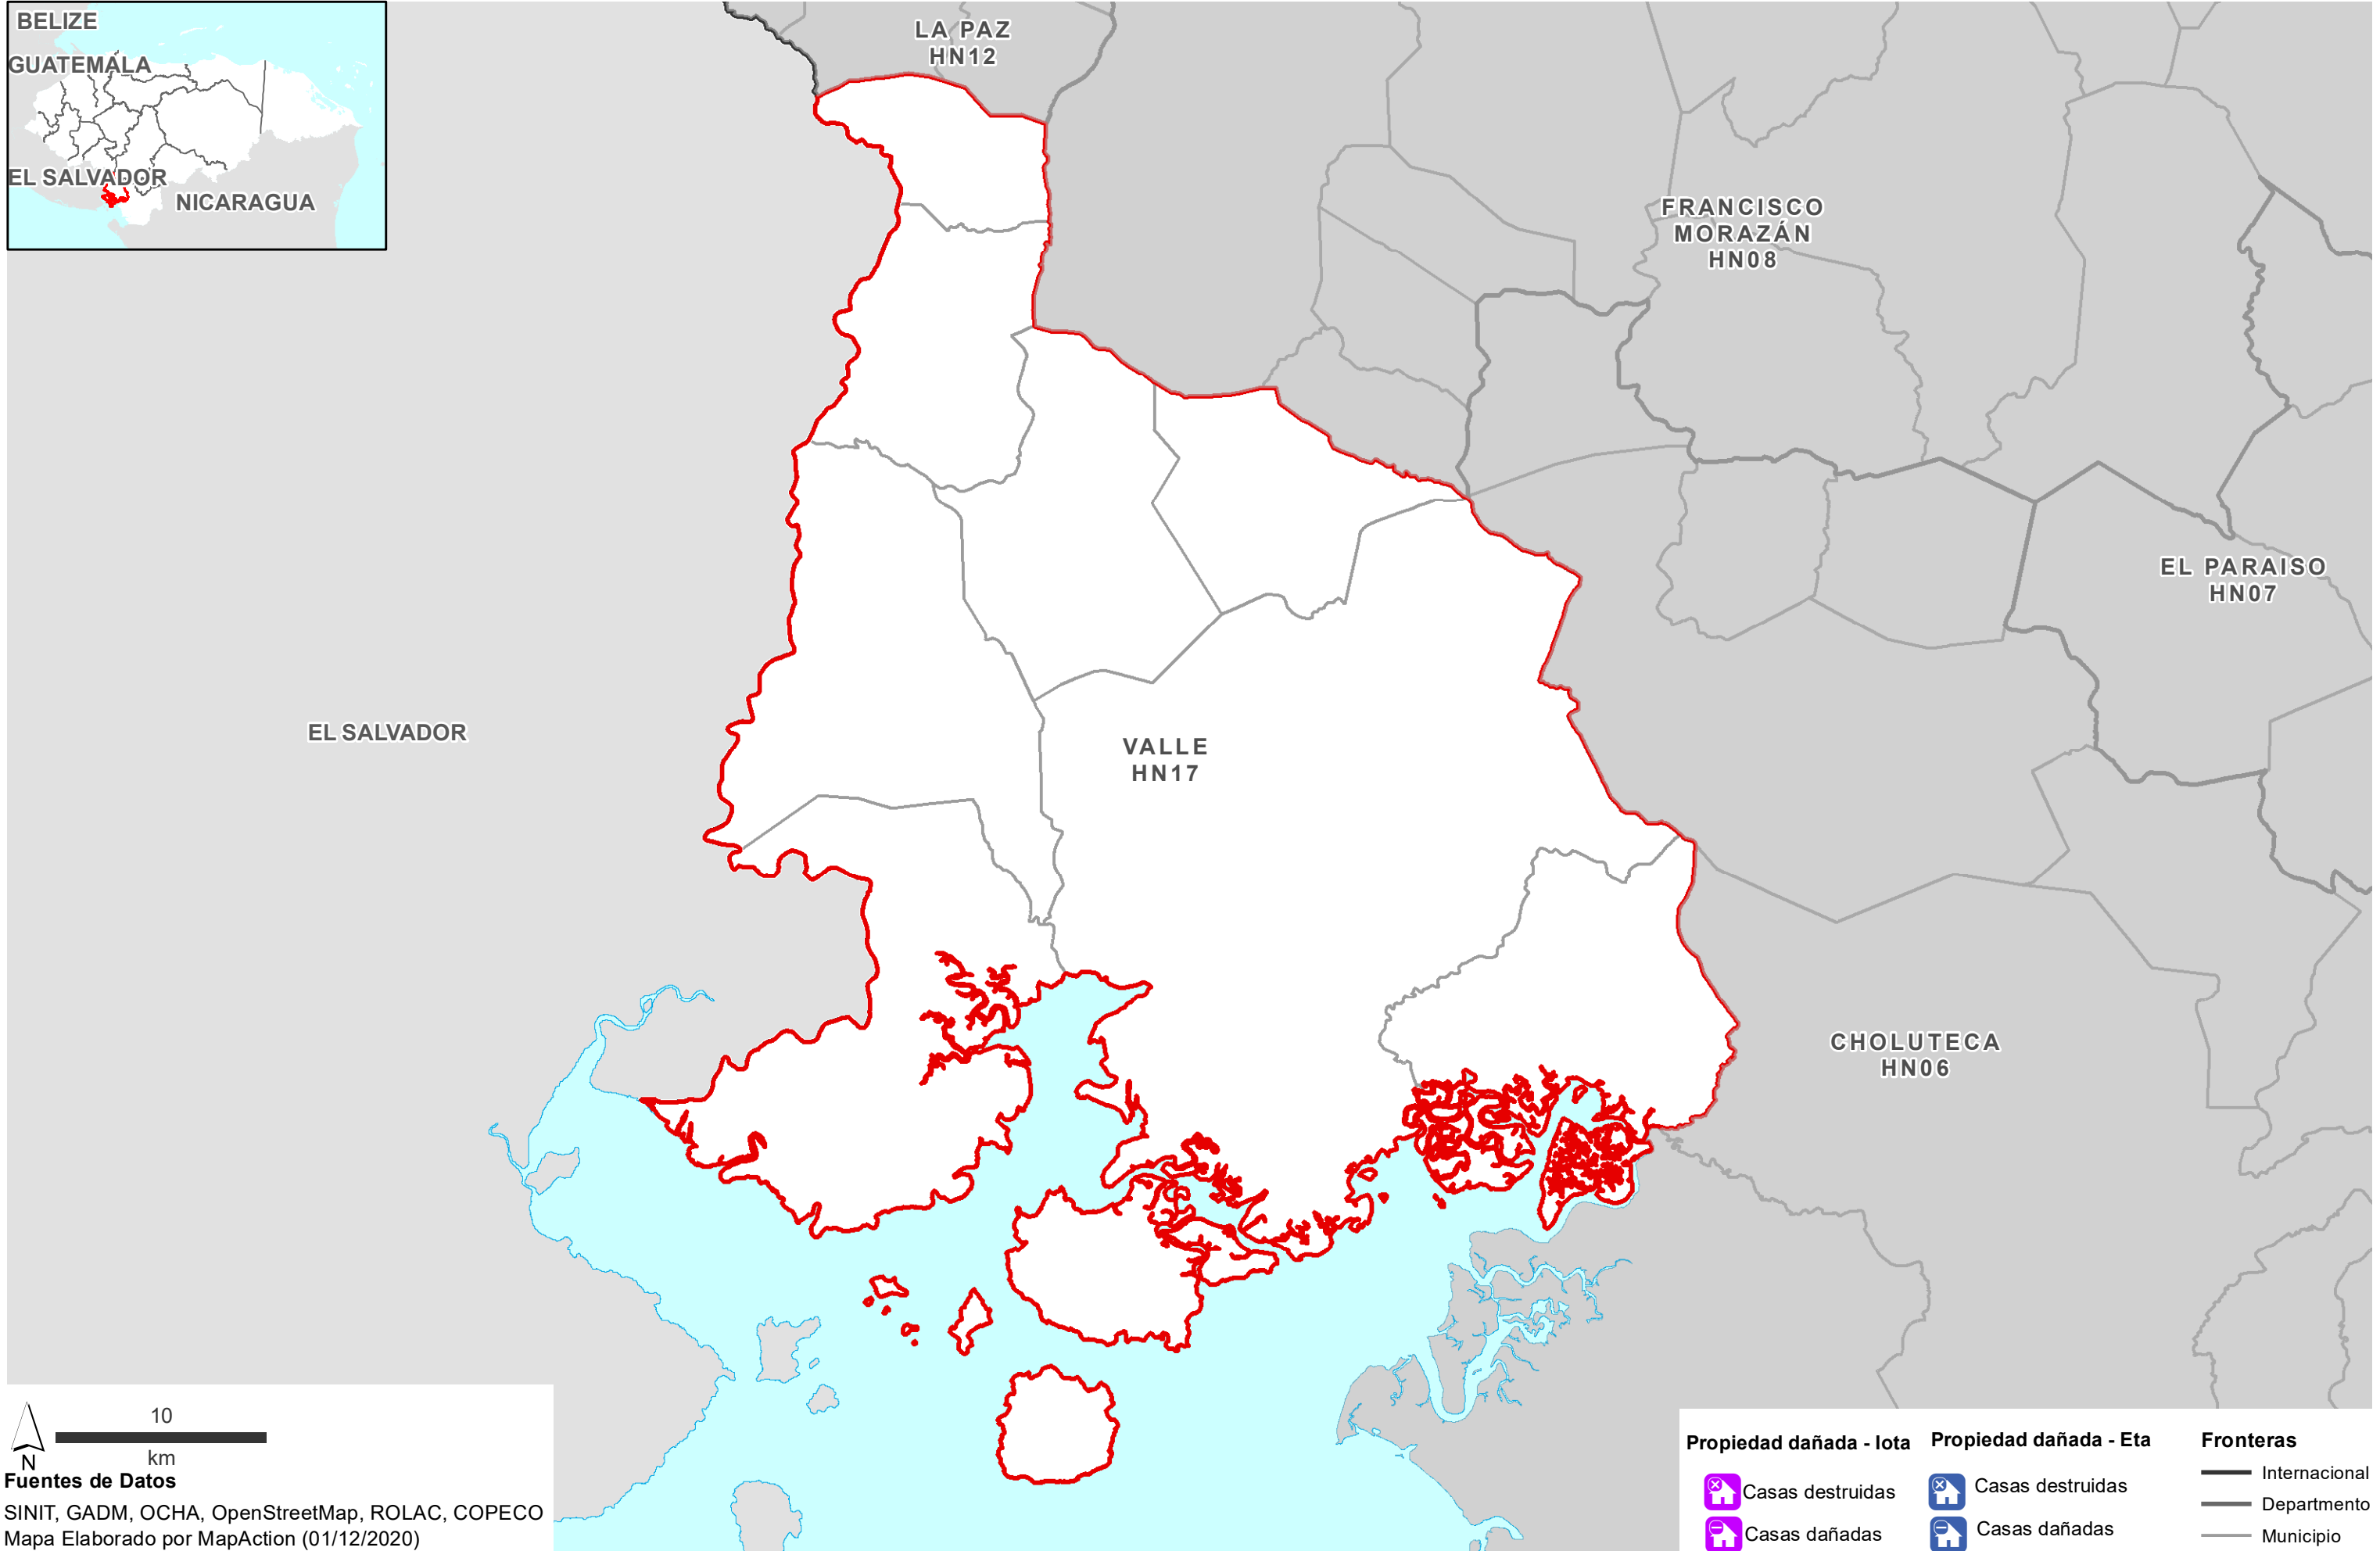 BELIZE
GUATEMALA
EL SALVADOR
NICARAGUA
LA PAZ
HN12
FRANCISCO
MORAZÁN
HN08
EL PARAISO
HN07
EL SALVADOR
VALLE
HN17
CHOLUTECA
HN06
10
km
N
Fuentes de Datos
SINIT, GADM, OCHA, OpenStreetMap, ROLAC, COPECO
Mapa Elaborado por MapAction (01/12/2020)
Propiedad dañada - Iota
Casas destruidas
Casas dañadas
Propiedad dañada - Eta
Casas destruidas
Casas dañadas
Fronteras
Internacional
Departmento
Municipio